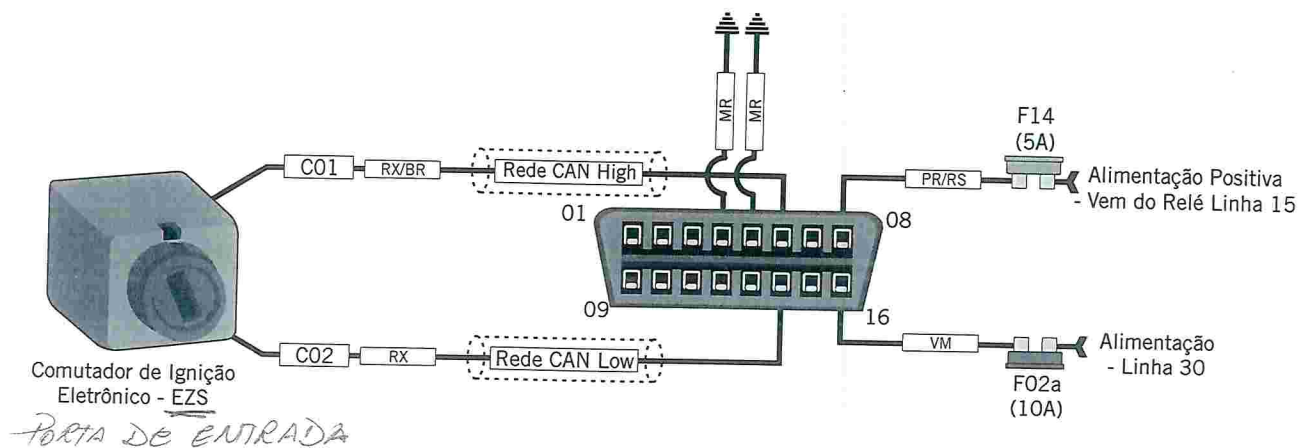 MR
MR
F14
(5A)
C01
RX/BR
Rede CAN High
PR/RS
Alimentação Positiva
- Vem do Relé Linha 15
01
08
09
16
C02
RX
Rede CAN Low
VM
Alimentação
- Linha 30
F02a
(10A)
Comutador de Ignição
Eletrônico - EZS
PORTA DE ENTRADA